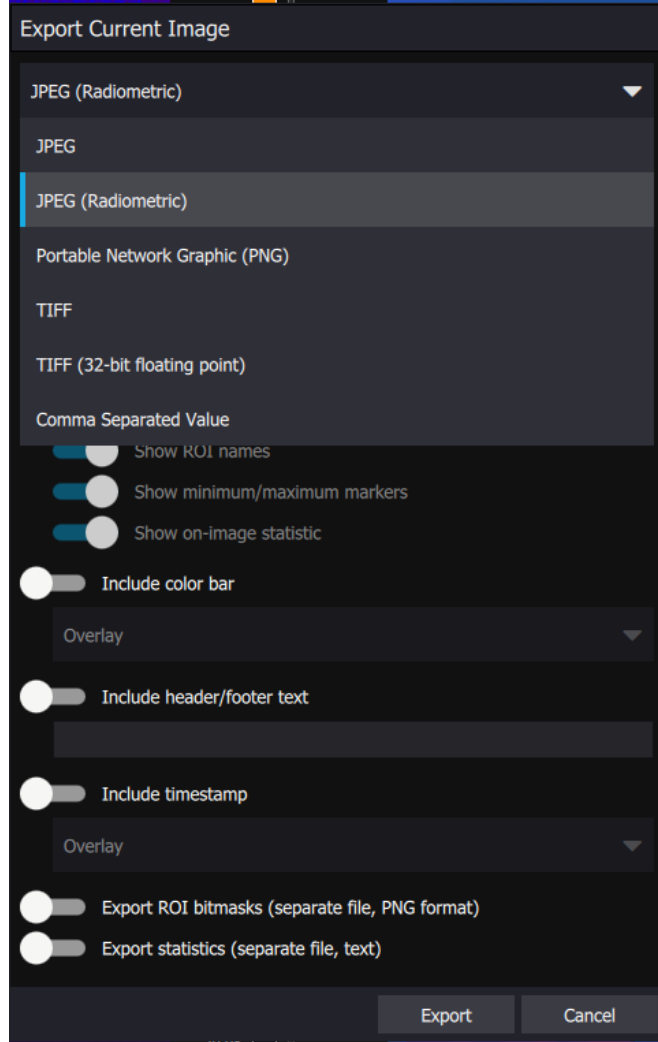 Export Current Image
JPEG (Radiometric)
JPEG
JPEG (Radiometric)
Portable Network Graphic (PNG)
TIFF
TIFF (32-bit floating point)
Comma Separated Value
Show ROI names
Show minimum/maximum markers
Show on-image statistic
Include color bar
Overlay
Include header/footer text
Include timestamp
Overlay
Export ROI bitmasks (separate file, PNG format)
Export statistics (separate file, text)
Export Cancel